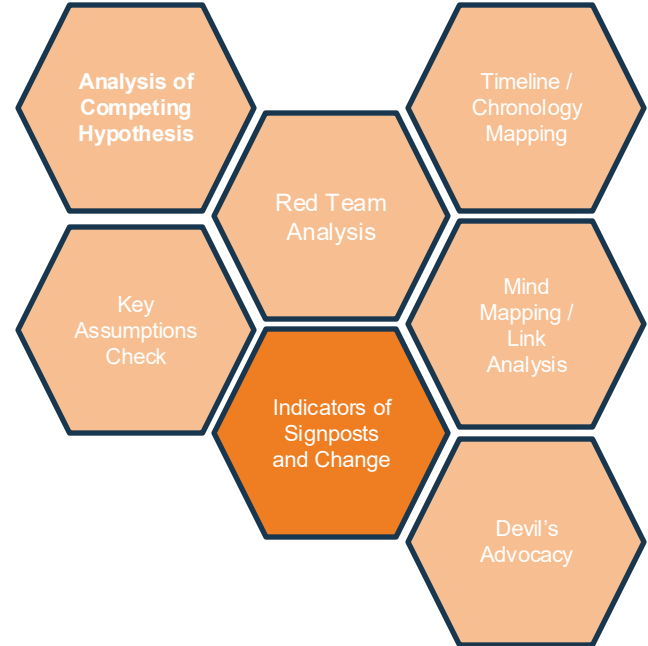 Analysis of
Competing
Hypothesis
Timeline /
Chronology
Mapping
Red Team
Analysis
Key
Assumptions
Check
Mind
Mapping /
Link
Analysis
Indicators of
Signposts
and Change
Devil's
Advocacy